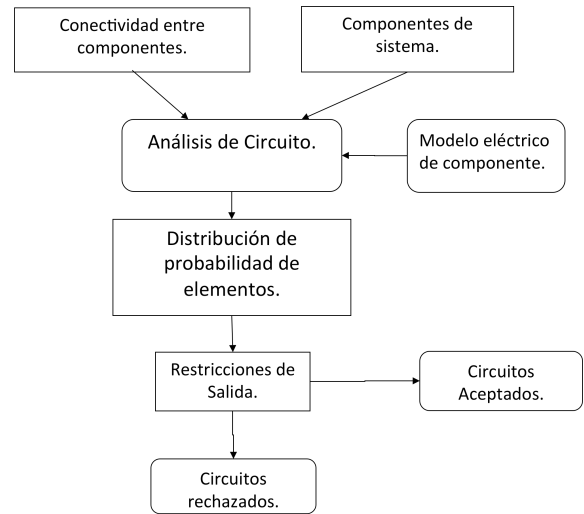 Conectividad entre
componentes.
Componentes de
sistema.
Análisis de Circuito.
Modelo eléctrico
de componente.
Distribución de
probabilidad de
elementos.
Restricciones de
Salida.
Circuitos
Aceptados.
Circuitos
rechazados.